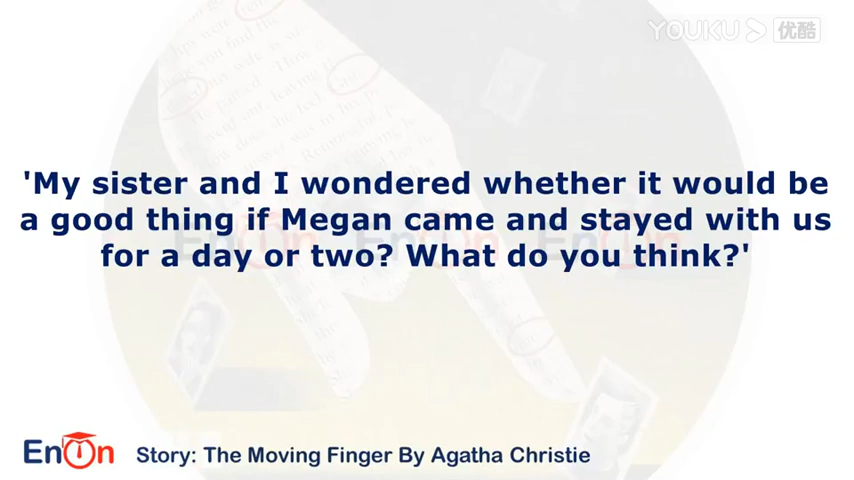 YOUKU 优酷
'My sister and I wondered whether it would be
a good thing if Megan came and stayed with us
for a day or two? What do you think?'
EnOn
Story: The Moving Finger By Agatha Christie